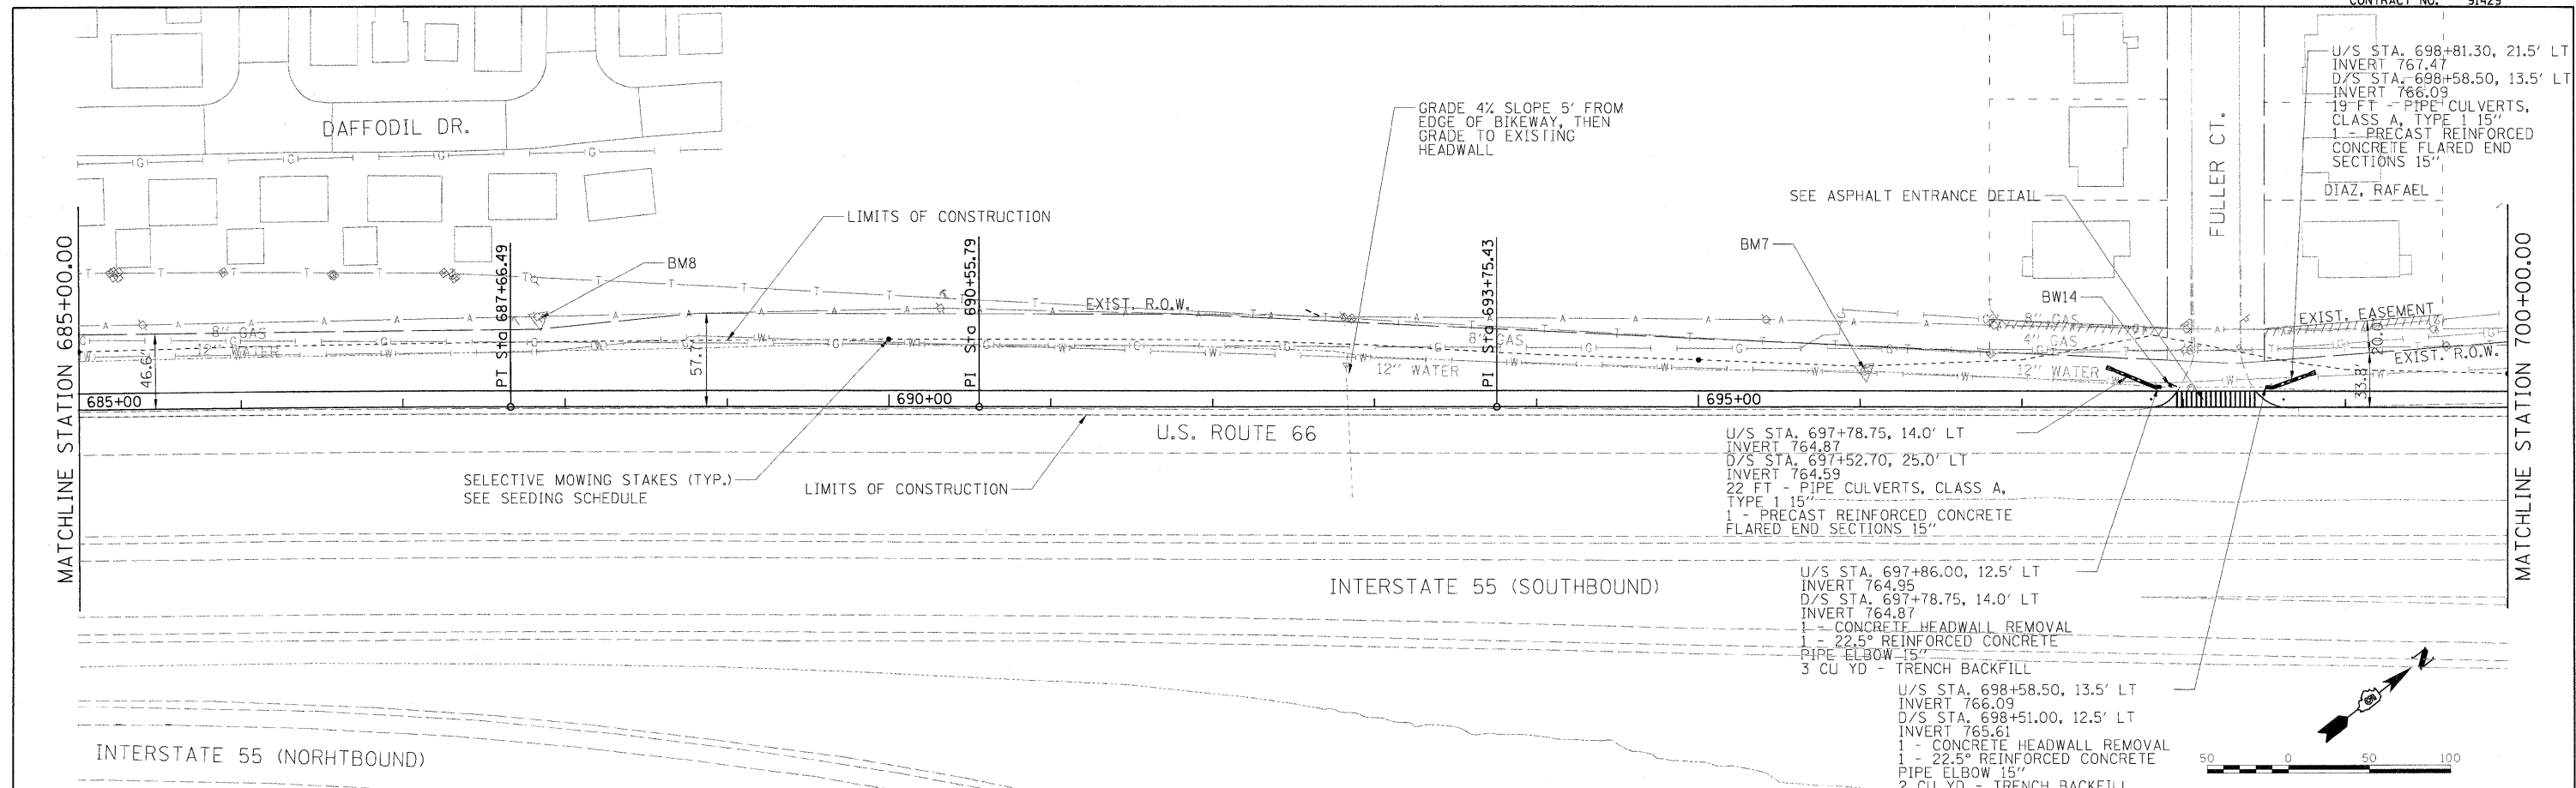 CONTRACT NO. 91429
U/S STA. 698+81.30, 21.5' LT
INVERT 767.47
D/S STA. 698+58.50, 13.5' LT
INVERT 766.09
19 FT - PIPE CULVERTS,
CLASS A, TYPE 1 15"
1 - PRECAST REINFORCED
CONCRETE FLARED END
SECTIONS 15"
DIAZ, RAFAEL
DAFFODIL DR.
GRADE 4% SLOPE 5' FROM
EDGE OF BIKEWAY, THEN
GRADE TO EXISTING
HEADWALL
FULLER CT.
SEE ASPHALT ENTRANCE DETAIL
LIMITS OF CONSTRUCTION
BM8
BM7
BW14
MATCHLINE STATION 685+00.00
PT Sta 687+66.49
PI Sta 690+55.79
PI Sta 693+75.43
MATCHLINE STATION 700+00.00
EXIST. R.O.W.
EXIST. EASEMENT
EXIST. R.O.W.
8" GAS
12" WATER
8" GAS
12" WATER
8" GAS
4" GAS
12" WATER
46.6'
57.7'
20.0'
33.8'
685+00
690+00
695+00
U.S. ROUTE 66
SELECTIVE MOWING STAKES (TYP.)
SEE SEEDING SCHEDULE
LIMITS OF CONSTRUCTION
U/S STA. 697+78.75, 14.0' LT
INVERT 764.87
D/S STA. 697+52.70, 25.0' LT
INVERT 764.59
22 FT - PIPE CULVERTS, CLASS A,
TYPE 1 15"
1 - PRECAST REINFORCED CONCRETE
FLARED END SECTIONS 15"
INTERSTATE 55 (SOUTHBOUND)
U/S STA. 697+86.00, 12.5' LT
INVERT 764.95
D/S STA. 697+78.75, 14.0' LT
INVERT 764.87
1 - CONCRETE HEADWALL REMOVAL
1 - 22.5° REINFORCED CONCRETE
PIPE ELBOW 15"
3 CU YD - TRENCH BACKFILL
U/S STA. 698+58.50, 13.5' LT
INVERT 766.09
D/S STA. 698+51.00, 12.5' LT
INVERT 765.61
1 - CONCRETE HEADWALL REMOVAL
1 - 22.5° REINFORCED CONCRETE
PIPE ELBOW 15"
2 CU YD - TRENCH BACKFILL
INTERSTATE 55 (NORHTBOUND)
N
50 0 50 100